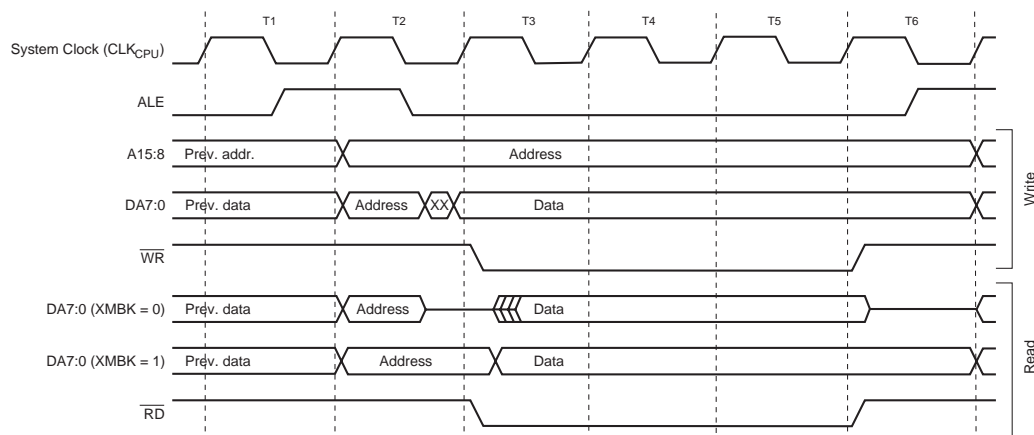 T1 T2 T3 T4 T5 T6
System Clock (CLKCPU)
ALE
A15:8 Prev. addr. Address
DA7:0 Prev. data Address XX Data
WR
Write
DA7:0 (XMBK = 0) Prev. data Address Data
DA7:0 (XMBK = 1) Prev. data Address Data
RD
Read